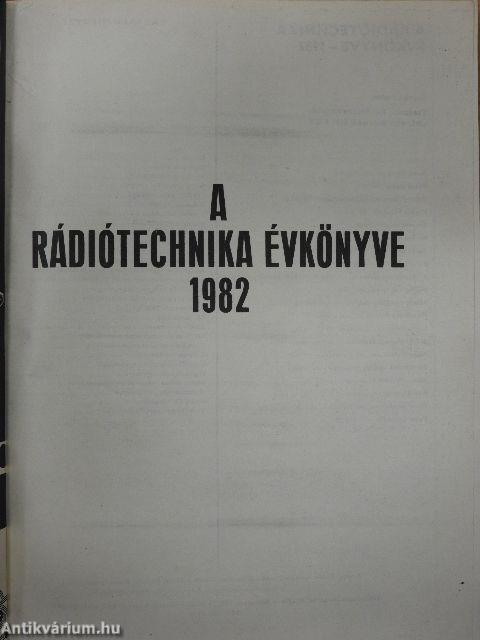 A
RÁDIÓTECHNIKA ÉVKÖNYVE
1982
Antikvárium.hu